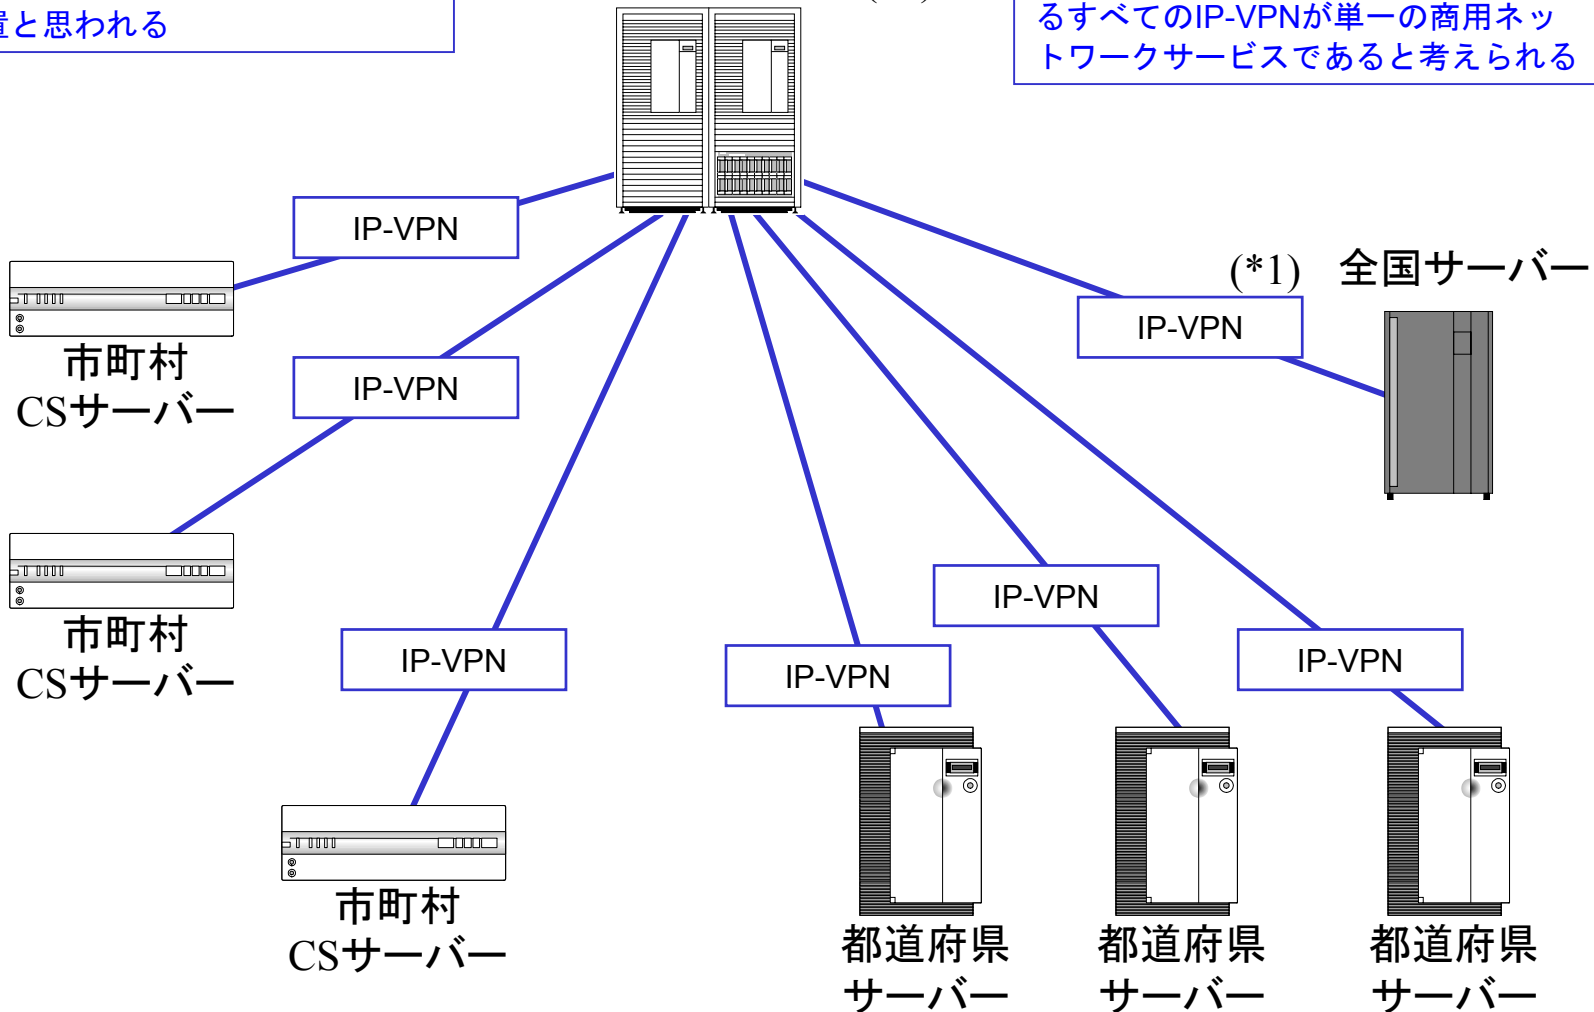 置と思われる
るすべてのIP-VPNが単一の商用ネッ
トワークサービスであると考えられる
IP-VPN
(*1) 全国サーバー
IP-VPN
市町村
CSサーバー
IP-VPN
IP-VPN
市町村
CSサーバー
IP-VPN
IP-VPN
IP-VPN
市町村
CSサーバー
都道府県
サーバー
都道府県
サーバー
都道府県
サーバー